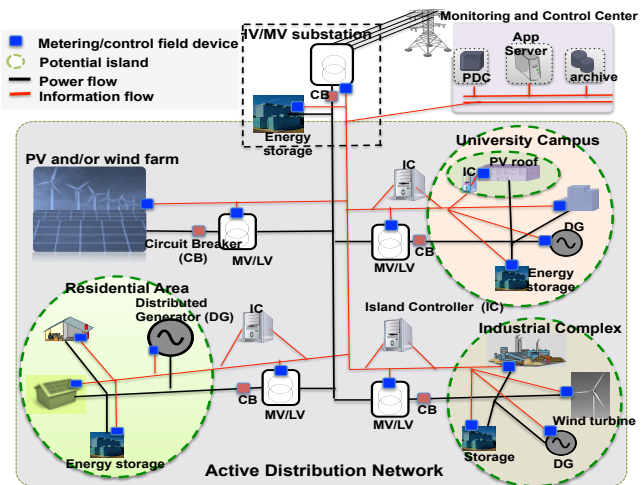 Monitoring and Control Center
Metering/control field device
Potential island
Power flow
Information flow
HV/MV substation
App
Server
PDC
archive
CB
Energy
storage
University Campus
PV and/or wind farm
IC
PV roof
IC
Circuit Breaker
(CB)
MV/LV
MV/LV
CB
DG
Energy
storage
Residential Area
Distributed
Generator (DG)
IC
Island Controller (IC)
Industrial Complex
CB
MV/LV
MV/LV
CB
Wind turbine
Energy storage
Storage
DG
Active Distribution Network